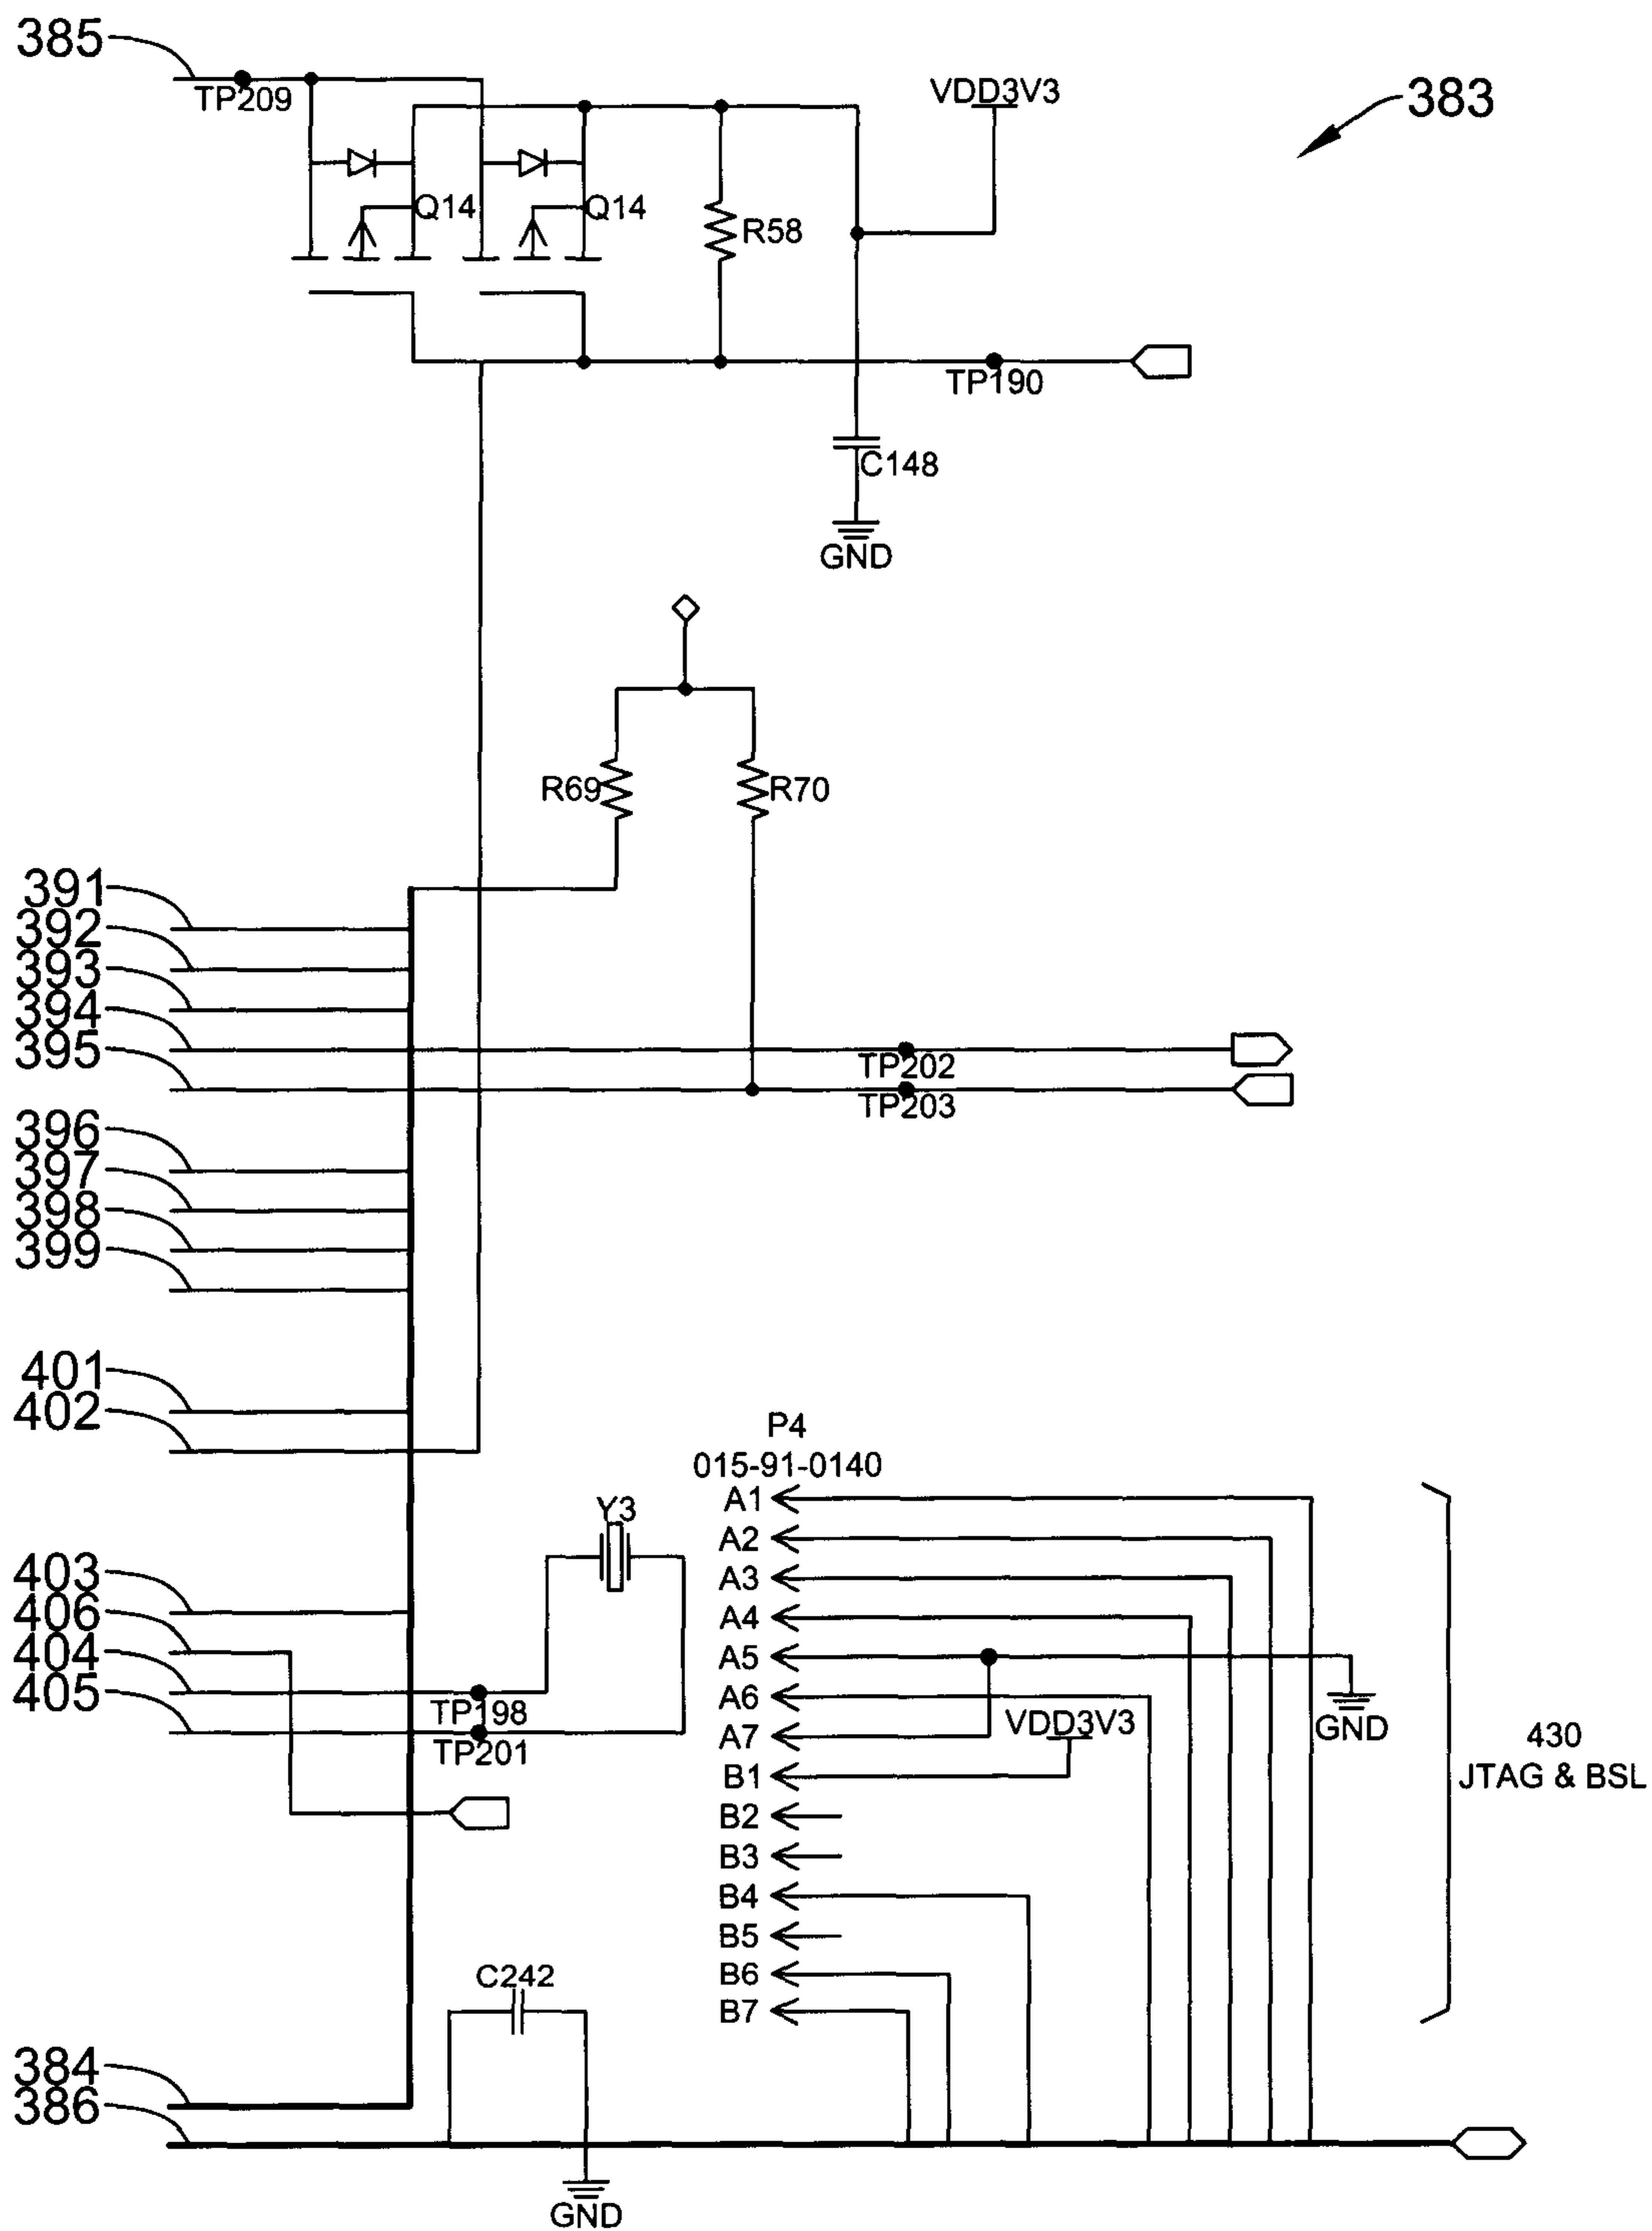 385
TP209
VDD3V3
383
Q14
Q14
R58
TP190
C148
GND
R69
R70
391
392
393
394
395
TP202
TP203
396
397
398
399
401
402
P4
015-91-0140
A1
Y3
A2
A3
403
A4
406
A5
404
A6
405
TP198
VDD3V3
GND
A7
430
TP201
B1
JTAG & BSL
B2
B3
B4
B5
B6
C242
B7
384
386
GND